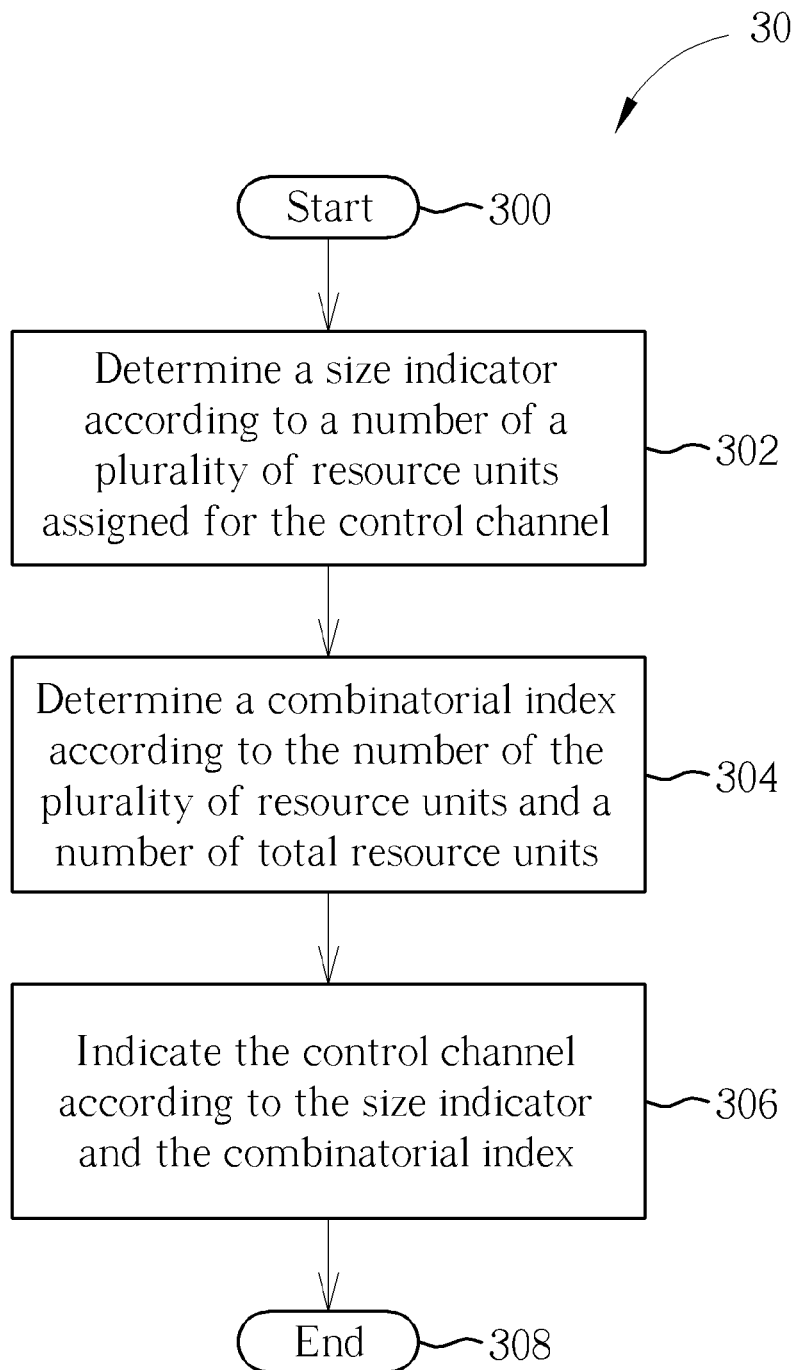 30
Start
300
Determine a size indicator
according to a number of a
plurality of resource units
assigned for the control channel
302
Determine a combinatorial index
according to the number of the
plurality of resource units and a
number of total resource units
304
Indicate the control channel
according to the size indicator
and the combinatorial index
306
End
308